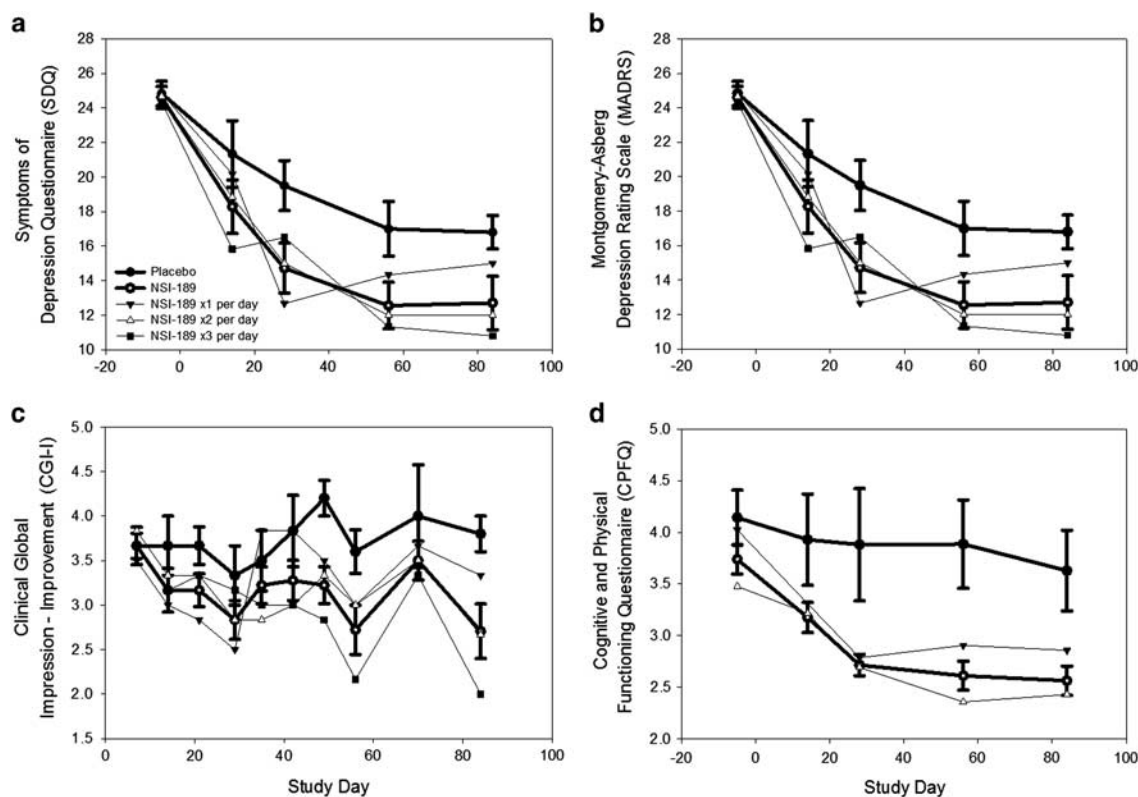 a
Symptoms of
Depression Questionnaire (SDQ)
28
26
24
22
20
18
16
14
12
10
Placebo
NSI-189
NSI-189 x1 per day
NSI-189 x2 per day
NSI-189 x3 per day
-20 0 20 40 60 80 100
b
Montgomery-Asberg
Depression Rating Scale (MADRS)
28
26
24
22
20
18
16
14
12
10
-20 0 20 40 60 80 100
c
Clinical Global
Impression - Improvement (CGI-I)
5.0
4.5
4.0
3.5
3.0
2.5
2.0
1.5
0 20 40 60 80 100
Study Day
d
Cognitive and Physical
Functioning Questionnaire (CPFQ)
5.0
4.5
4.0
3.5
3.0
2.5
2.0
-20 0 20 40 60 80 100
Study Day